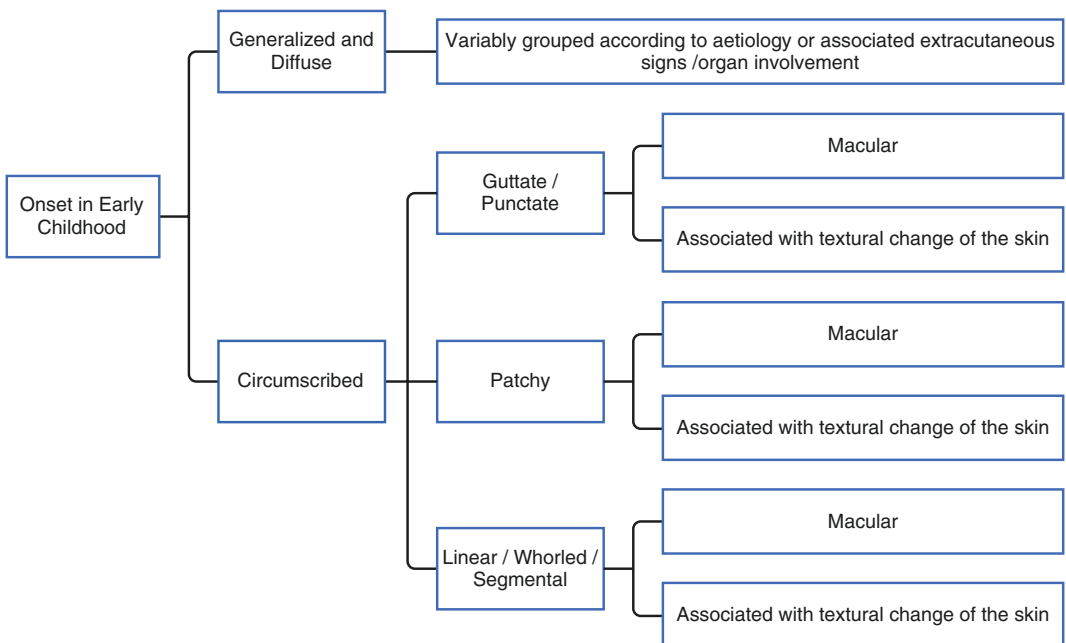 Onset in Early
Childhood
Generalized and
Diffuse
Variably grouped according to aetiology or associated extracutaneous
signs /organ involvement
Circumscribed
Guttate /
Punctate
Macular
Associated with textural change of the skin
Patchy
Macular
Associated with textural change of the skin
Linear / Whorled /
Segmental
Macular
Associated with textural change of the skin